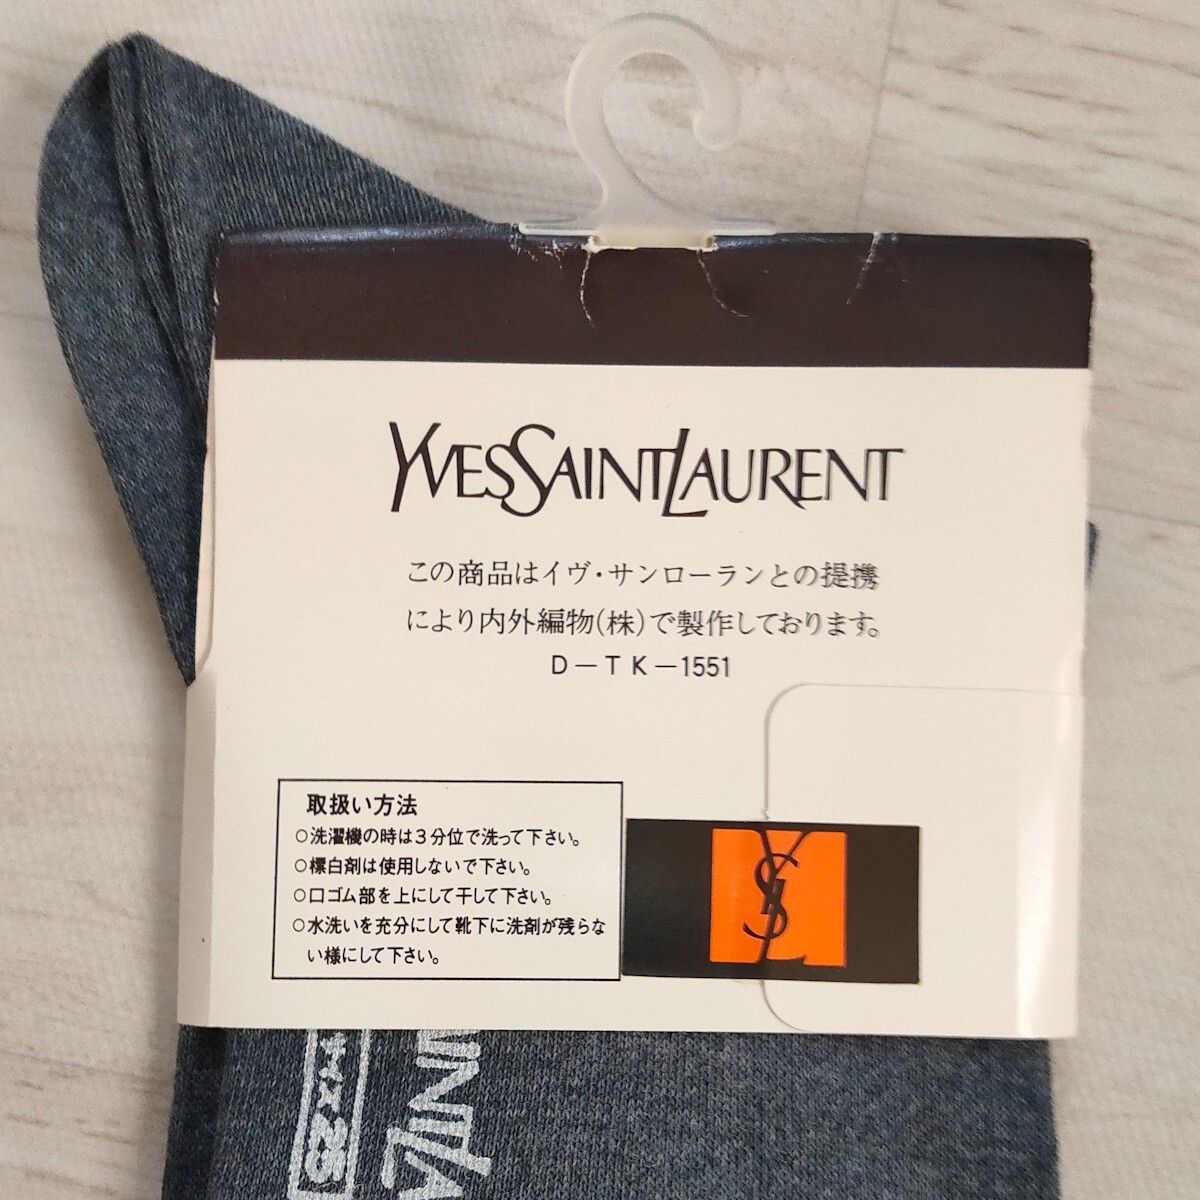 YVESSAINTLAURENT
この商品はイヴ・サンローランとの提携
により内外編物(株)で製作しております。
D−TK−1551
取扱い方法
○洗濯機の時は3分位で洗って下さい。
○標白剤は使用しないで下さい。
○口ゴム部を上にして干して下さい。
○水洗いを充分にして靴下に洗剤が残らな
い様にして下さい。
YSL
25